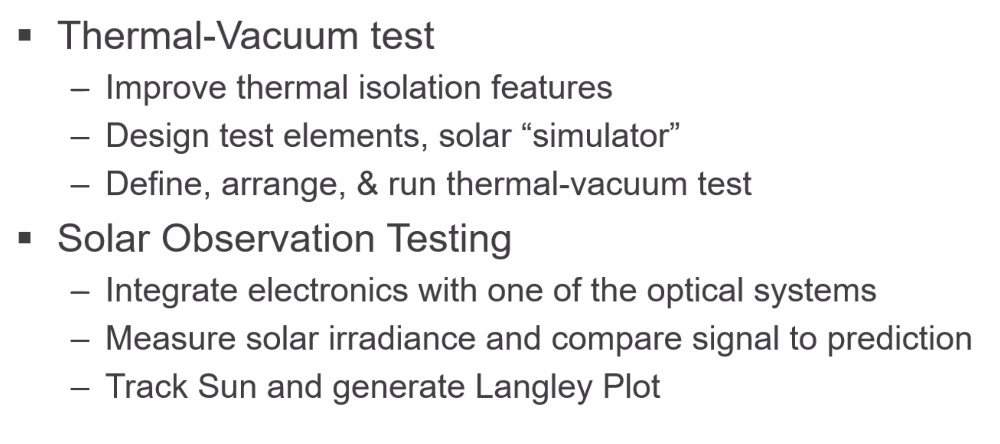 ▪ Thermal-Vacuum test
– Improve thermal isolation features
– Design test elements, solar “simulator”
– Define, arrange, & run thermal-vacuum test
▪ Solar Observation Testing
– Integrate electronics with one of the optical systems
– Measure solar irradiance and compare signal to prediction
– Track Sun and generate Langley Plot